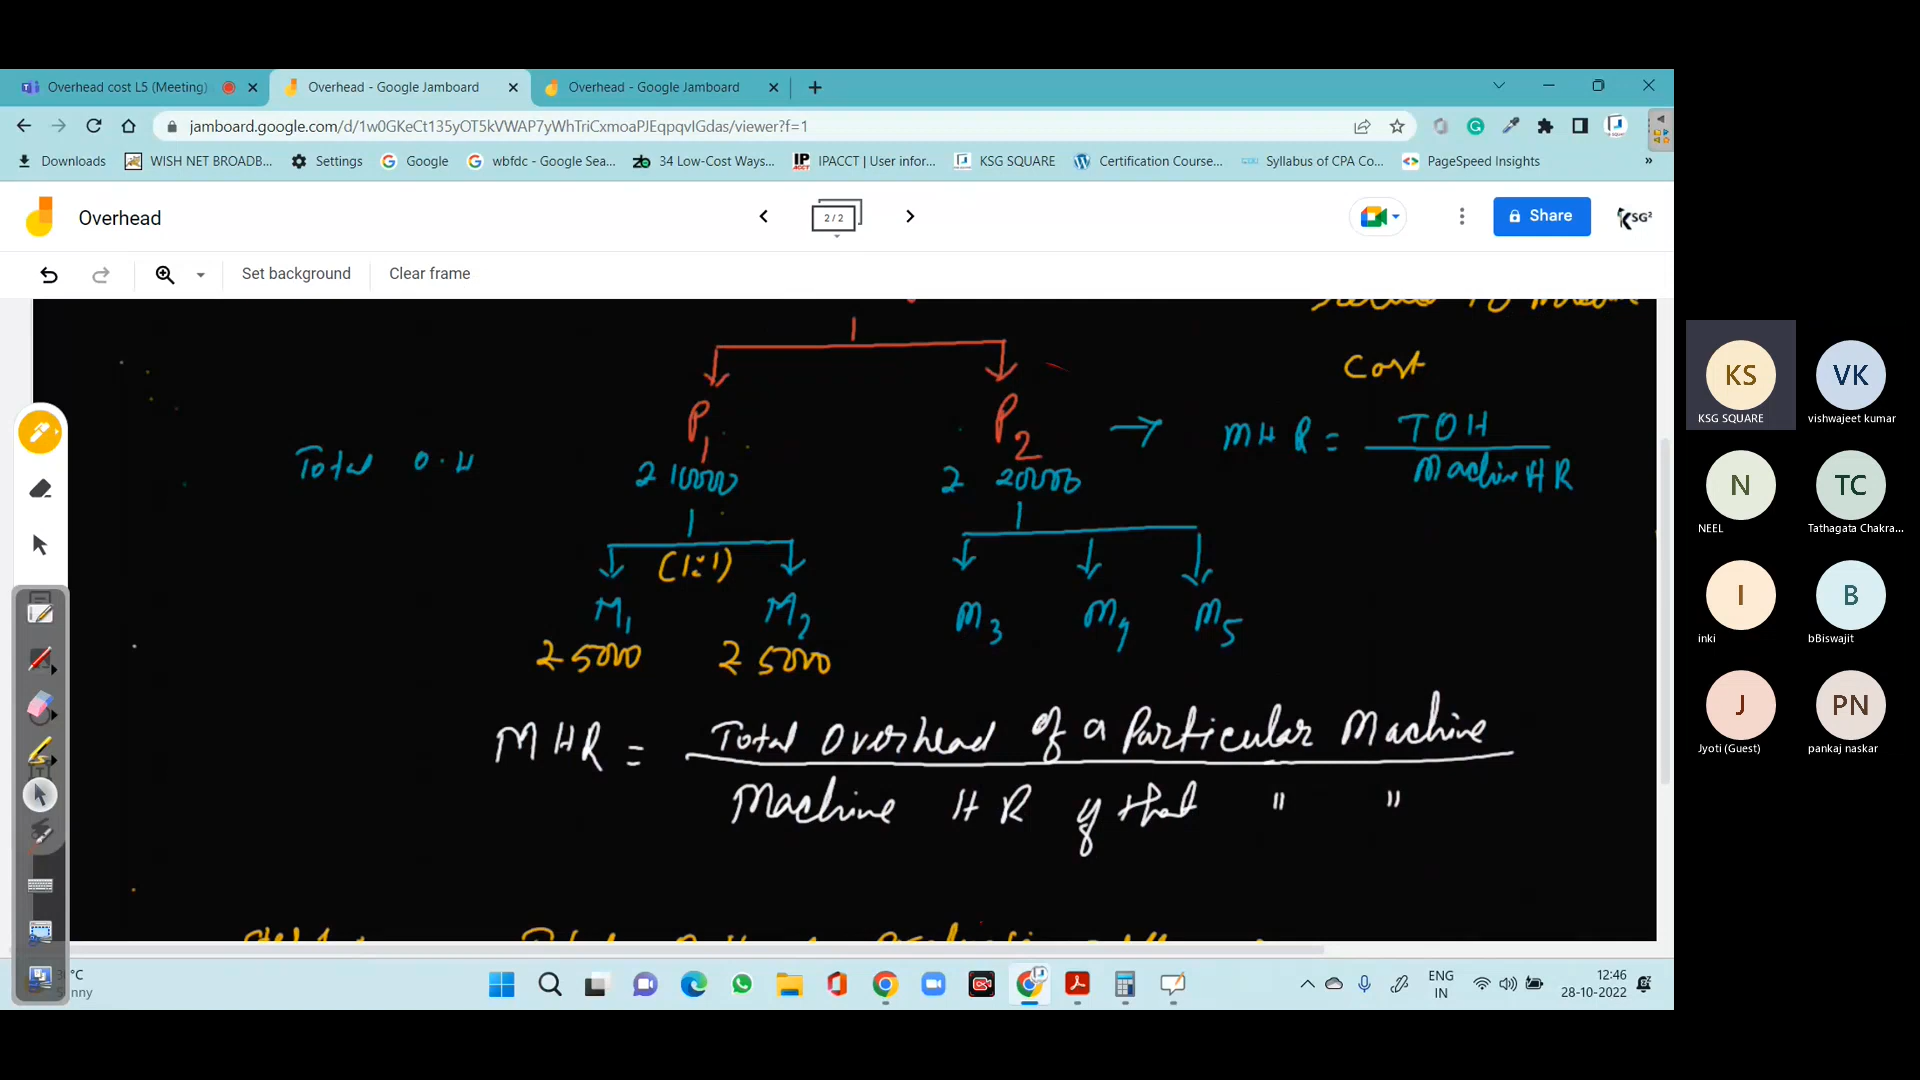 Overhead cost L5 (Meeting)
Overhead - Google Jamboard
Overhead - Google Jamboard
jamboard.google.com/d/1w0GKeCt135yOT5kVWAP7yWhTriCxmoaPJEqpqvIGdas/viewer?f=1
Downloads
WISH NET BROADB...
Settings
Google
wbfdc - Google Sea...
34 Low-Cost Ways...
IPACCT | User infor...
KSG SQUARE
Certification Course...
Syllabus of CPA Co...
PageSpeed Insights
Overhead
2 / 2
Share
KSG²
Set background
Clear frame
Cost
P1
P2
→ MHR = TOH
Machine HR
Total O.H
2 10000
2 20000
(1:1)
M1
M2
M3
M4
M5
2 5000
2 5000
MHR = Total Overhead of a Particular Machine
Machine HR of that " "
KS
KSG SQUARE
VK
vishwajeet kumar
N
NEEL
TC
Tathagata Chakra...
I
inki
B
bBiswajit
J
Jyoti (Guest)
PN
pankaj naskar
ENG
IN
12:46
28-10-2022